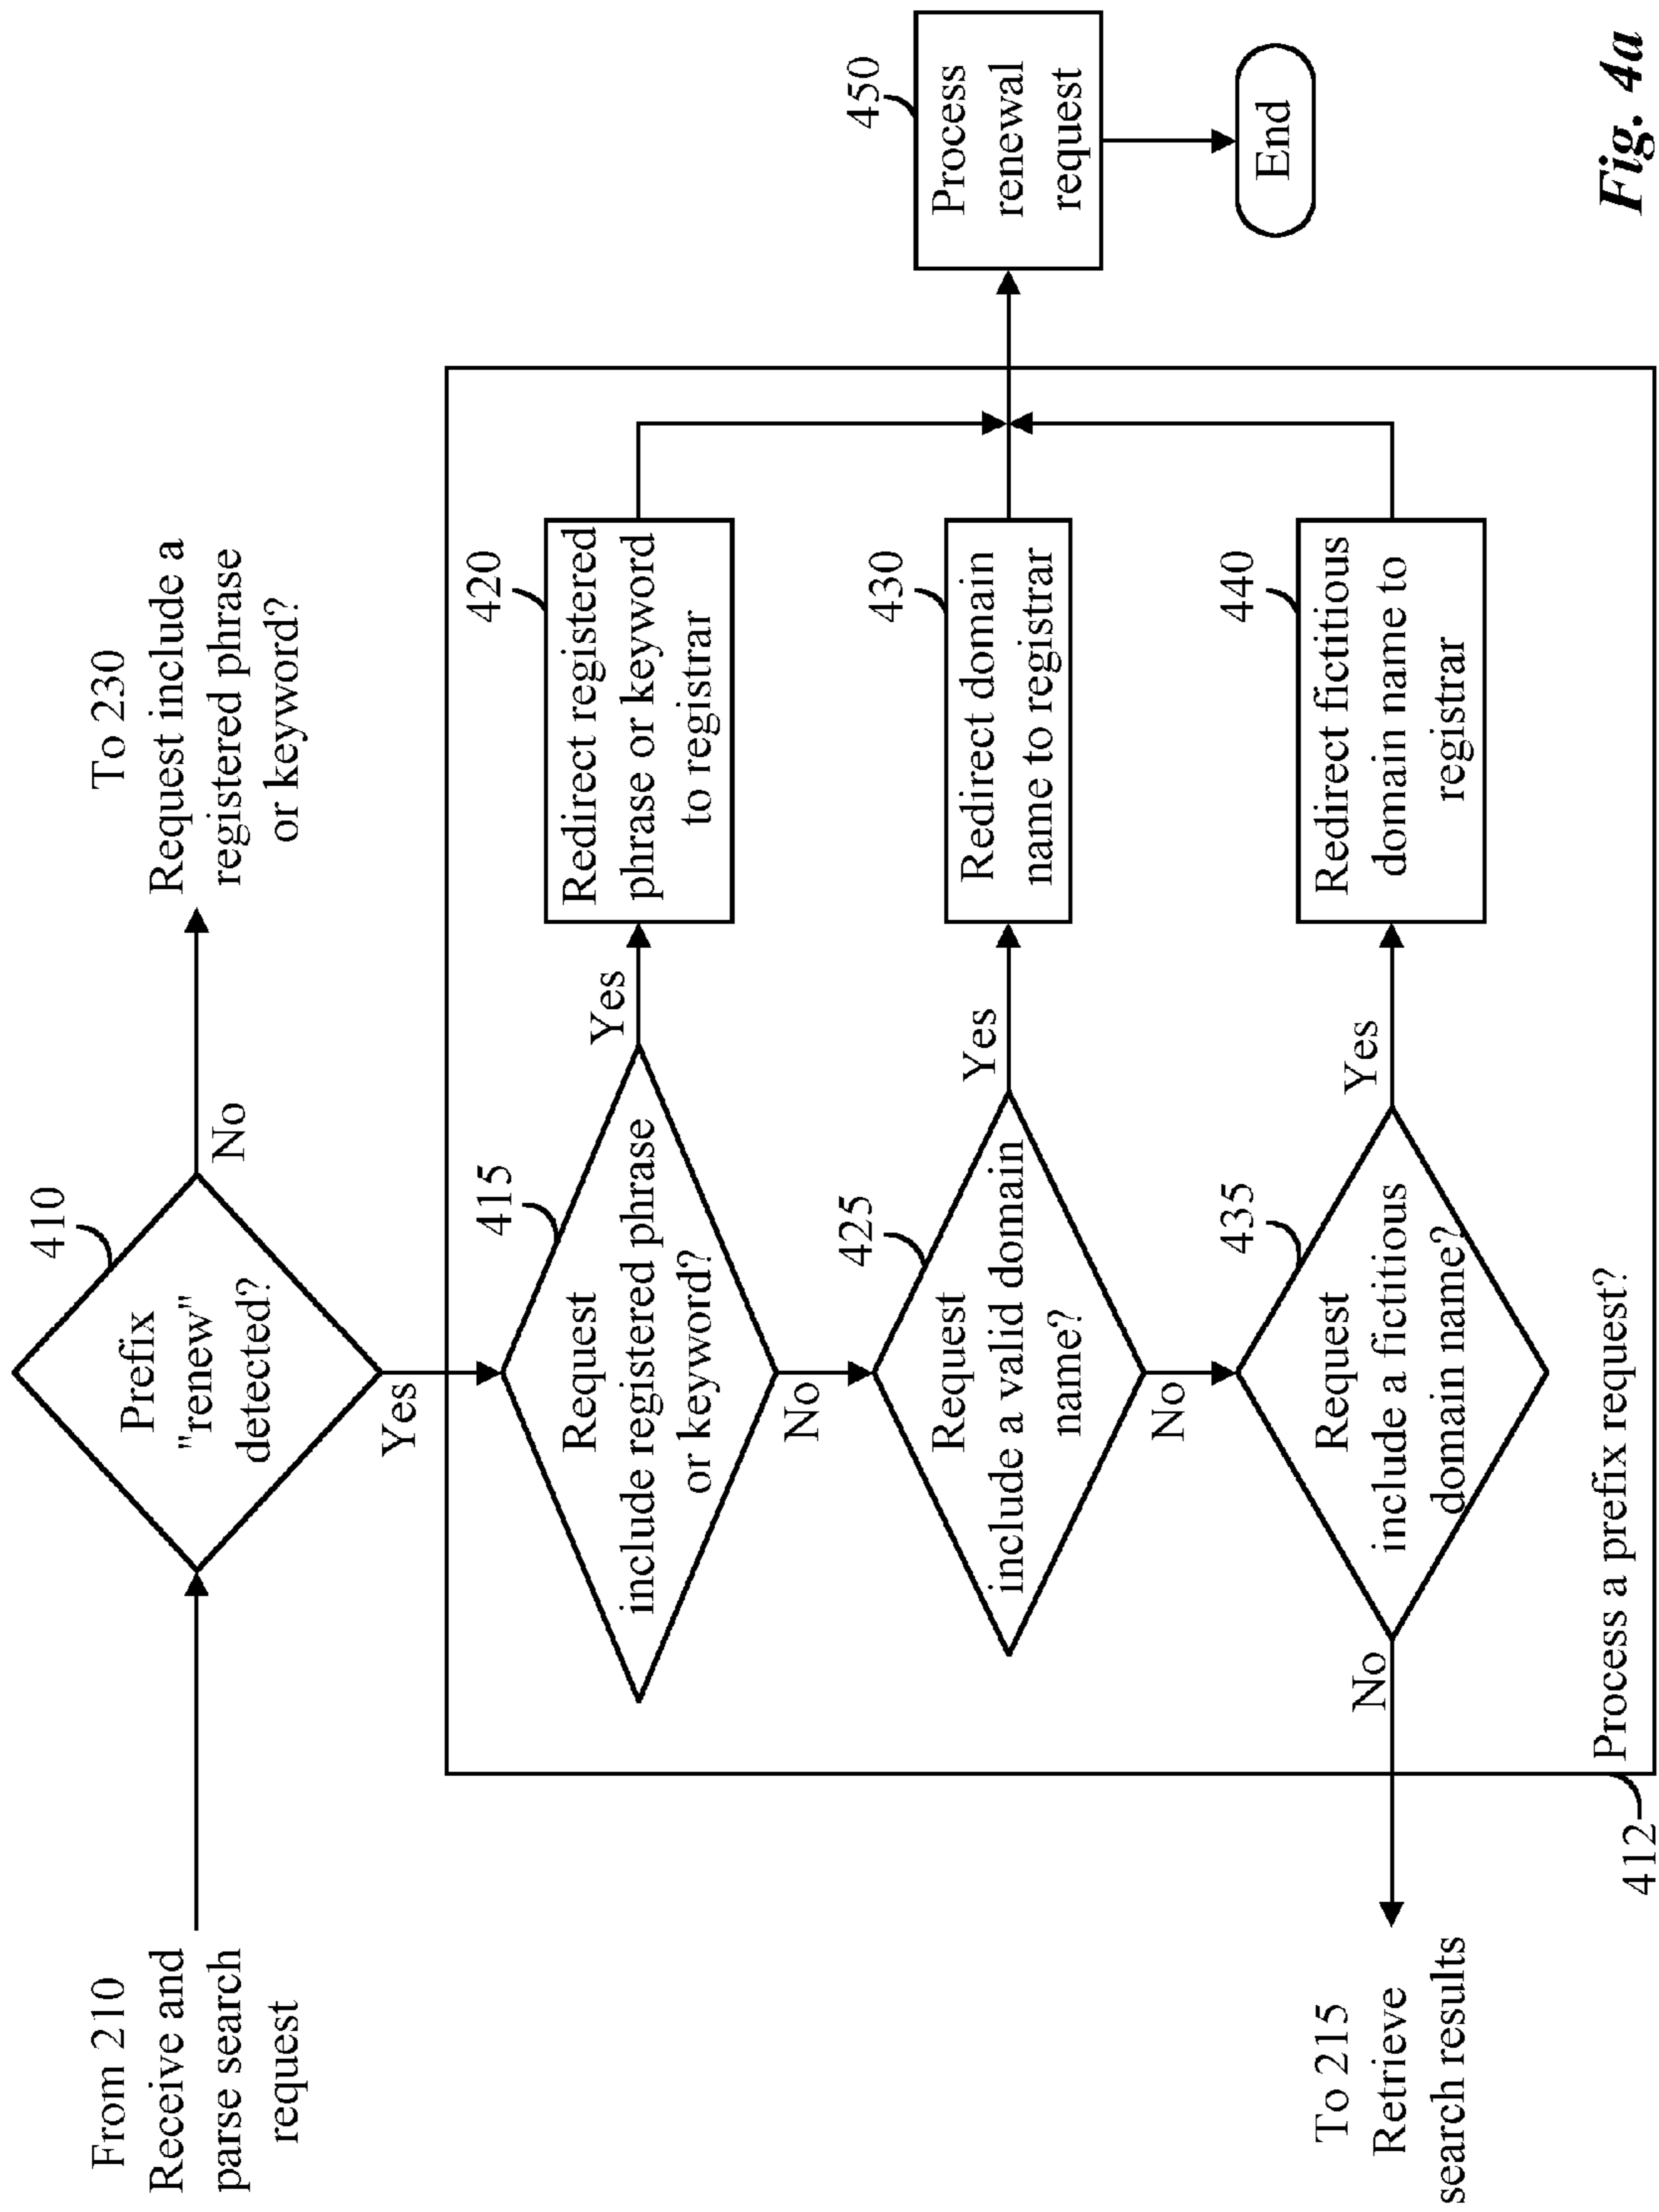 From 210
Receive and
parse search
request
410
Prefix
"renew"
detected?
No
To 230
Request include a
registered phrase
or keyword?
Yes
415
Request
include registered phrase
or keyword?
Yes
420
Redirect registered
phrase or keyword
to registrar
No
425
Request
include a valid domain
name?
Yes
430
Redirect domain
name to registrar
450
Process
renewal
request
End
No
435
Request
include a fictitious
domain name?
Yes
440
Redirect fictitious
domain name to
registrar
No
To 215
Retrieve
search results
412
Process a prefix request?
Fig. 4a